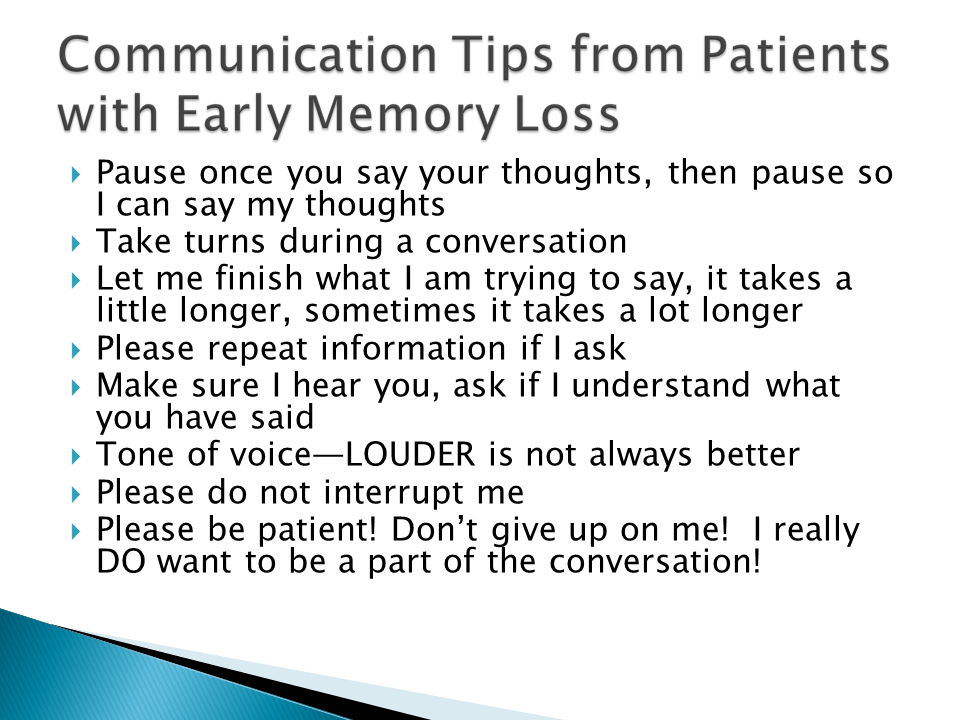 Communication Tips from Patients
with Early Memory Loss
Pause once you say your thoughts, then pause so
I can say my thoughts
Take turns during a conversation
Let me finish what I am trying to say, it takes a
little longer, sometimes it takes a lot longer
Please repeat information if I ask
Make sure I hear you, ask if I understand what
you have said
Tone of voice—LOUDER is not always better
Please do not interrupt me
Please be patient! Don’t give up on me!  I really
DO want to be a part of the conversation!